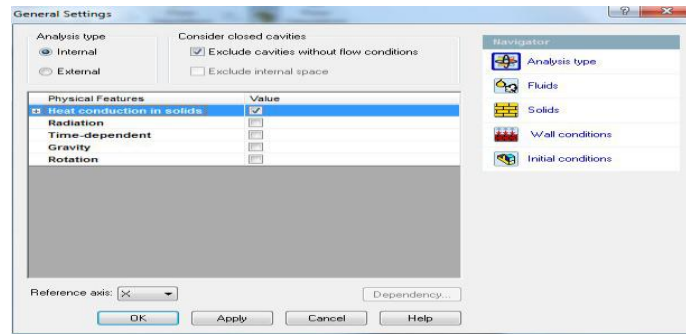 General Settings
Analysis type
Internal
External
Consider closed cavities
Exclude cavities without flow conditions
Exclude internal space
Physical Features Value
Heat conduction in solids
Radiation
Time-dependent
Gravity
Rotation
Reference axis: X
Dependency...
OK Apply Cancel Help
Navigator
Analysis type
Fluids
Solids
Wall conditions
Initial conditions